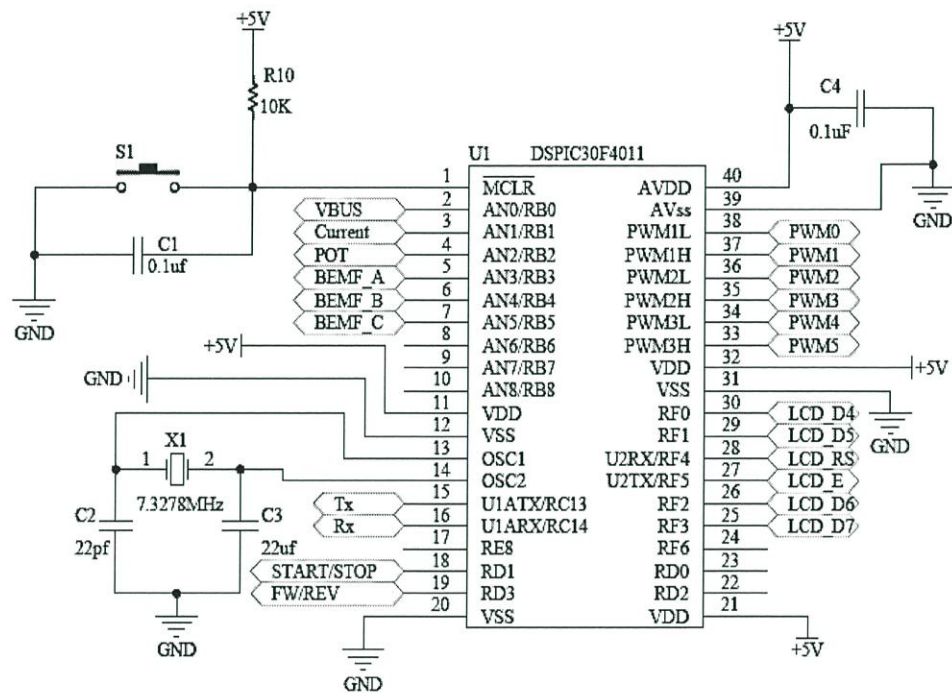 +5V
R10
10K
S1
C1
0.1uf
GND
+5V
C4
0.1uF
GND
U1 DSPIC30F4011
1 MCLR AVDD 40
2 VBUS AN0/RB0 AVss 39
3 Current AN1/RB1 PWM1L 38 PWM0
4 POT AN2/RB2 PWM1H 37 PWM1
5 BEMF_A AN3/RB3 PWM2L 36 PWM2
6 BEMF_B AN4/RB4 PWM2H 35 PWM3
7 BEMF_C AN5/RB5 PWM3L 34 PWM4
8 AN6/RB6 PWM3H 33 PWM5
+5V
9 AN7/RB7 VDD 32 +5V
GND
10 AN8/RB8 VSS 31 GND
11 VDD RF0 30 LCD_D4
12 VSS RF1 29 LCD_D5
13 OSC1 U2RX/RF4 28 LCD_RS
14 OSC2 U2TX/RF5 27 LCD_E
15 Tx U1ATX/RC13 RF2 26 LCD_D6
16 Rx U1ARX/RC14 RF3 25 LCD_D7
17 RE8 RF6 24
18 START/STOP RD1 RD0 23
19 FW/REV RD3 RD2 22
20 VSS VDD 21
+5V
GND
X1
1 2
7.3278MHz
C2
22pf
C3
22uf
GND